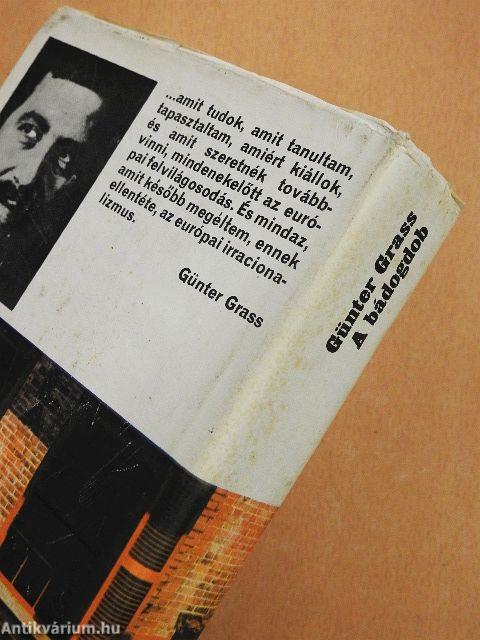 ...amit tudok, amit tanultam,
tapasztaltam, amiért kiállok,
és amit szeretnék tovább-
vinni, mindenekelőtt az euró-
pai felvilágosodás. És mindaz,
amit később megéltem, ennek
ellentéte, az európai irraciona-
lizmus.
Günter Grass
Günter Grass
A bádogdob
Antikvárium.hu